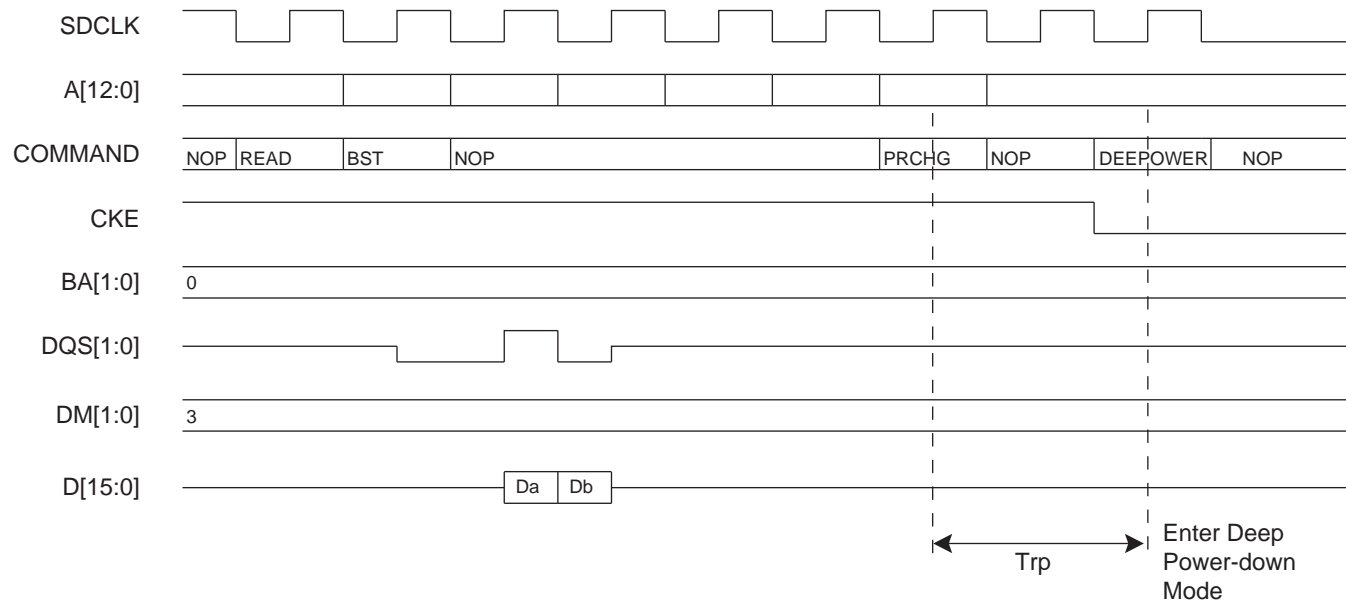 SDCLK
A[12:0]
COMMAND NOP READ BST NOP PRCHG NOP DEEPOWER NOP
CKE
BA[1:0] 0
DQS[1:0]
DM[1:0] 3
D[15:0] Da Db
Trp
Enter Deep
Power-down
Mode